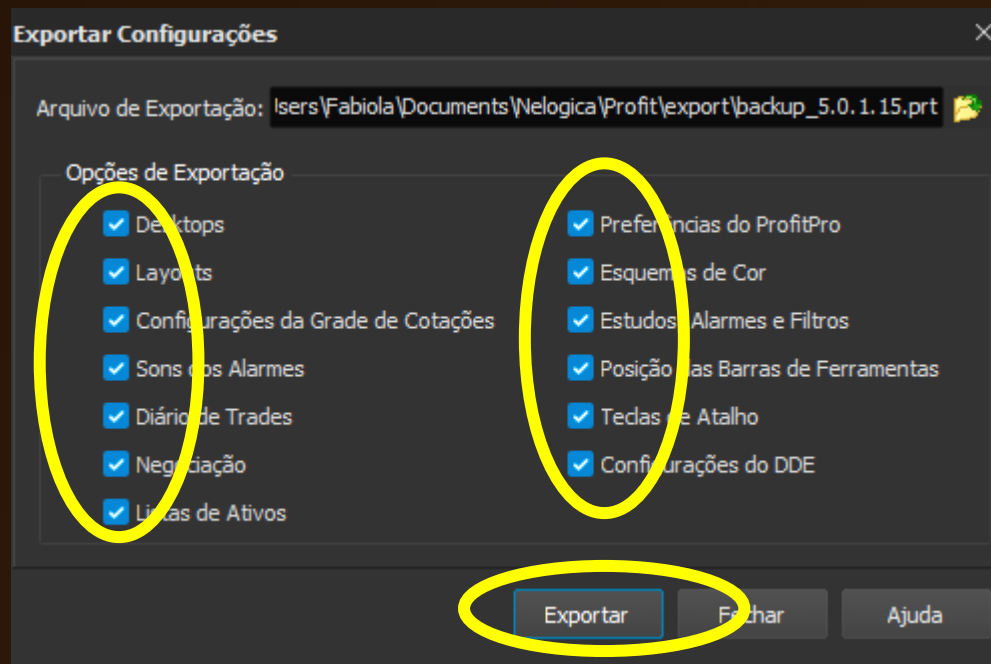 Exportar Configurações
Arquivo de Exportação: Isers\Fabiola\Documents\Nelogica\Profit\export\backup_5.0.1.15.prt
Opções de Exportação
Desktops
Layouts
Configurações da Grade de Cotações
Sons dos Alarmes
Diário de Trades
Negociação
Listas de Ativos
Preferências do ProfitPro
Esquemas de Cor
Estudos, Alarmes e Filtros
Posição das Barras de Ferramentas
Teclas de Atalho
Configurações do DDE
Exportar
Fechar
Ajuda